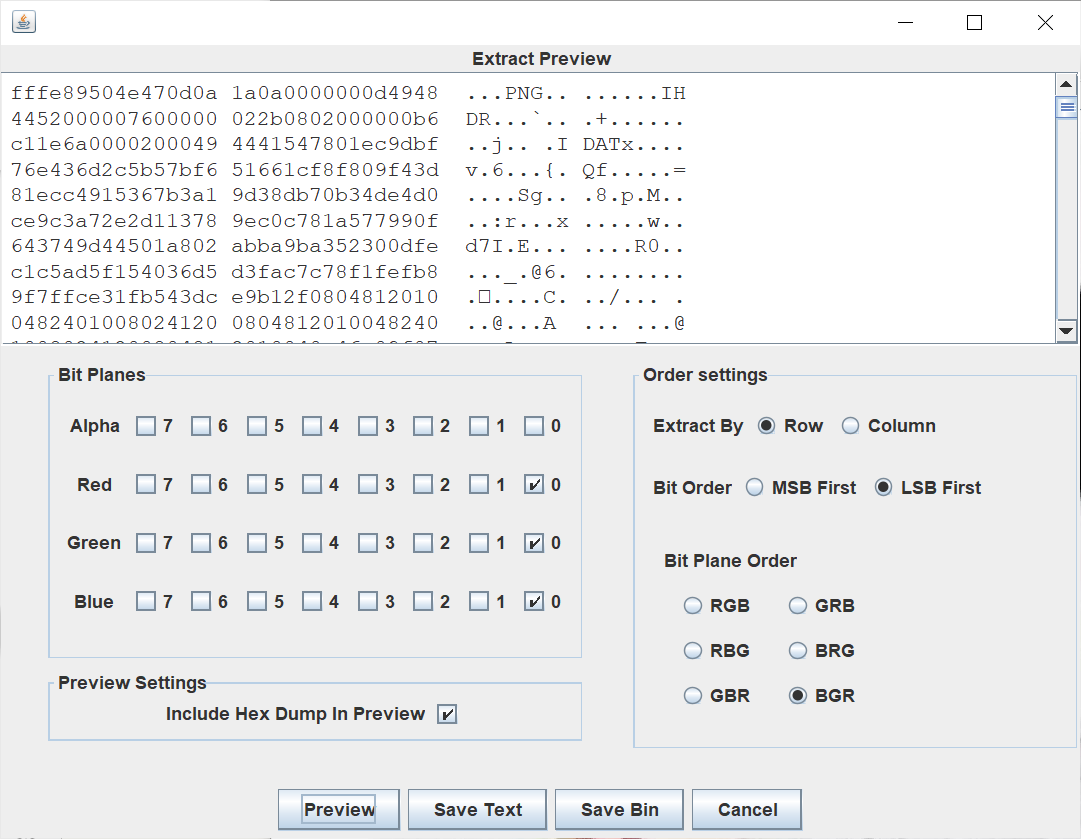 Extract Preview
fffe89504e470d0a 1a0a0000000d4948 ...PNG.. ......IH
4452000007600000 022b0802000000b6 DR...`.. .+......
c11e6a0000200049 4441547801ec9dbf ..j.. .I DATx....
76e436d2c5b57bf6 51661cf8f809f43d v.6...{. Qf.....=
81ecc4915367b3a1 9d38db70b34de4d0 ....Sg.. .8.p.M..
ce9c3a72e2d11378 9ec0c781a577990f ..:r...x .....w..
643749d44501a802 abba9ba352300dfe d7I.E... ....R0..
c1c5ad5f154036d5 d3fac7c78f1fefb8 ..._.@6. ........
9f7ffce31fb543dc e9b12f0804812010 .□....C. ../... .
0482401008024120 0804812010048240 ..@...A  ... ...@
Bit Planes
Alpha 7 6 5 4 3 2 1 0
Red 7 6 5 4 3 2 1 0
Green 7 6 5 4 3 2 1 0
Blue 7 6 5 4 3 2 1 0
Preview Settings
Include Hex Dump In Preview
Order settings
Extract By Row Column
Bit Order MSB First LSB First
Bit Plane Order
RGB GRB
RBG BRG
GBR BGR
Preview Save Text Save Bin Cancel